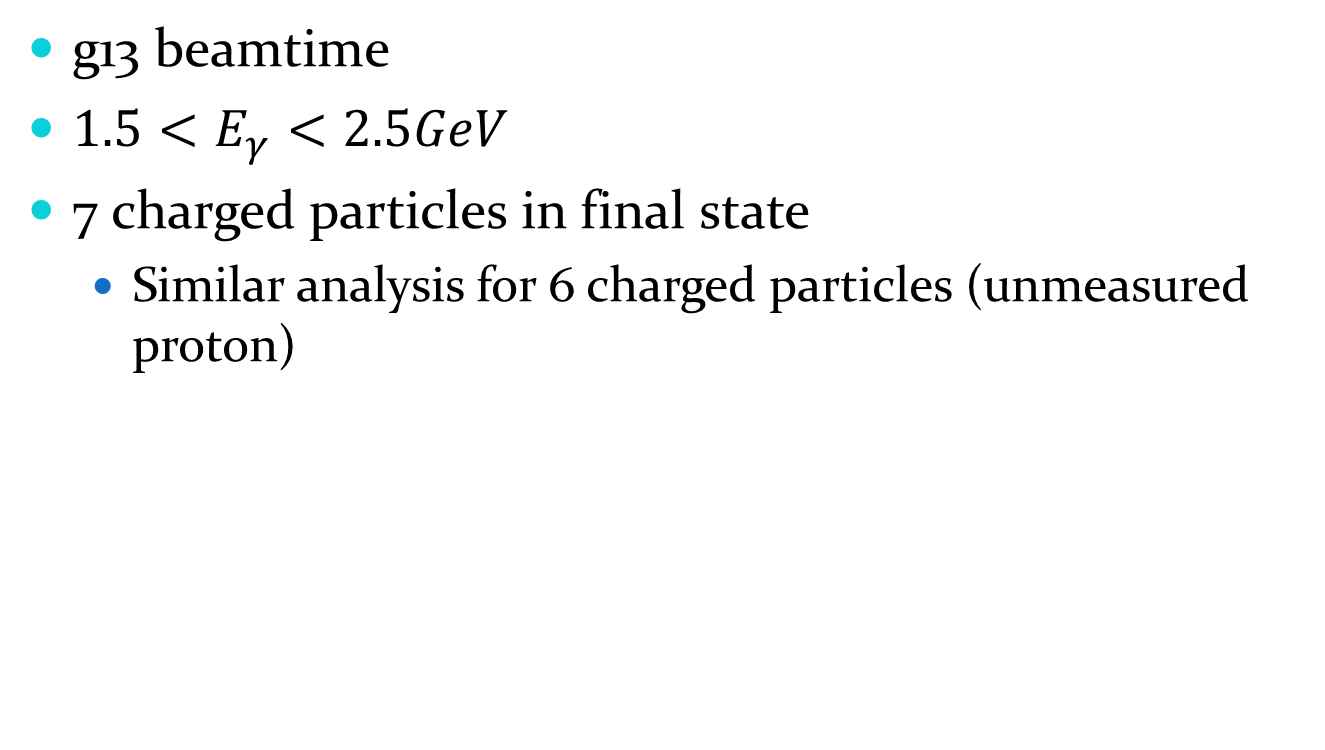 • g13 beamtime
• 1.5 < E_γ < 2.5GeV
• 7 charged particles in final state
• Similar analysis for 6 charged particles (unmeasured
proton)